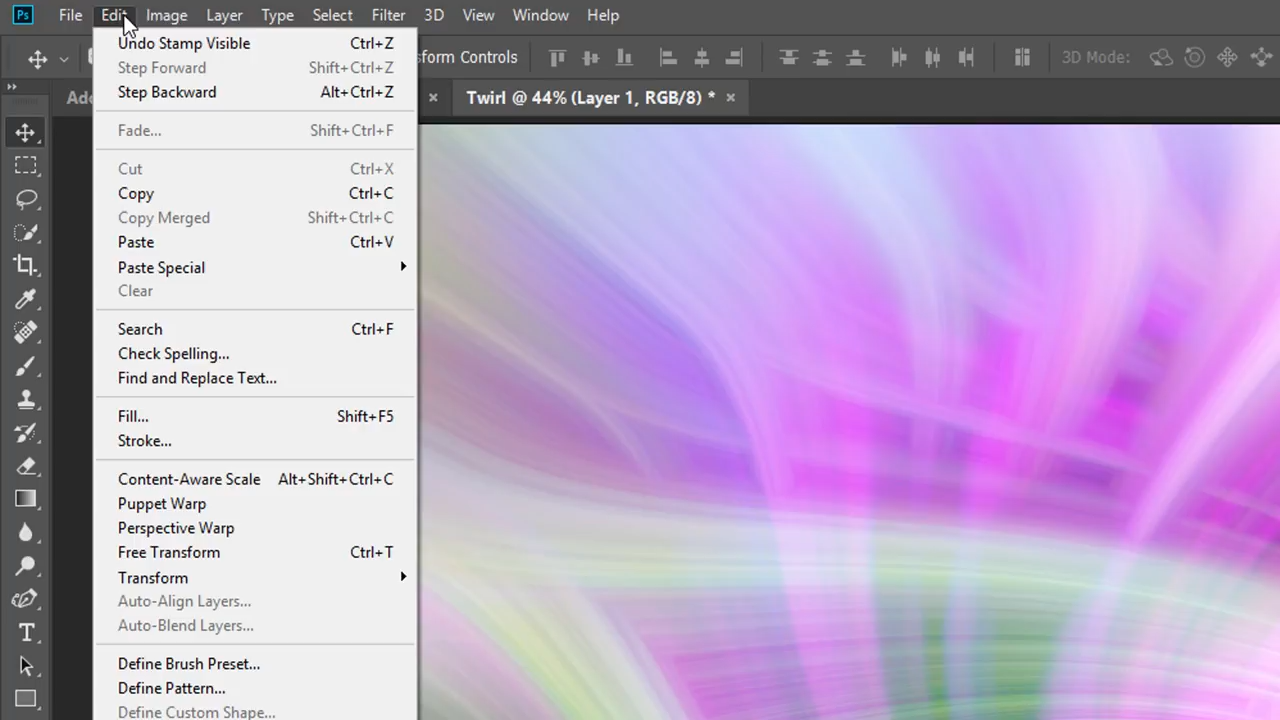 Ps File Edit Image Layer Type Select Filter 3D View Window Help
form Controls 3D Mode:
Twirl @ 44% (Layer 1, RGB/8) * ×
Undo Stamp Visible Ctrl+Z
Step Forward Shift+Ctrl+Z
Step Backward Alt+Ctrl+Z
Fade... Shift+Ctrl+F
Cut Ctrl+X
Copy Ctrl+C
Copy Merged Shift+Ctrl+C
Paste Ctrl+V
Paste Special
Clear
Search Ctrl+F
Check Spelling...
Find and Replace Text...
Fill... Shift+F5
Stroke...
Content-Aware Scale Alt+Shift+Ctrl+C
Puppet Warp
Perspective Warp
Free Transform Ctrl+T
Transform
Auto-Align Layers...
Auto-Blend Layers...
Define Brush Preset...
Define Pattern...
Define Custom Shape...